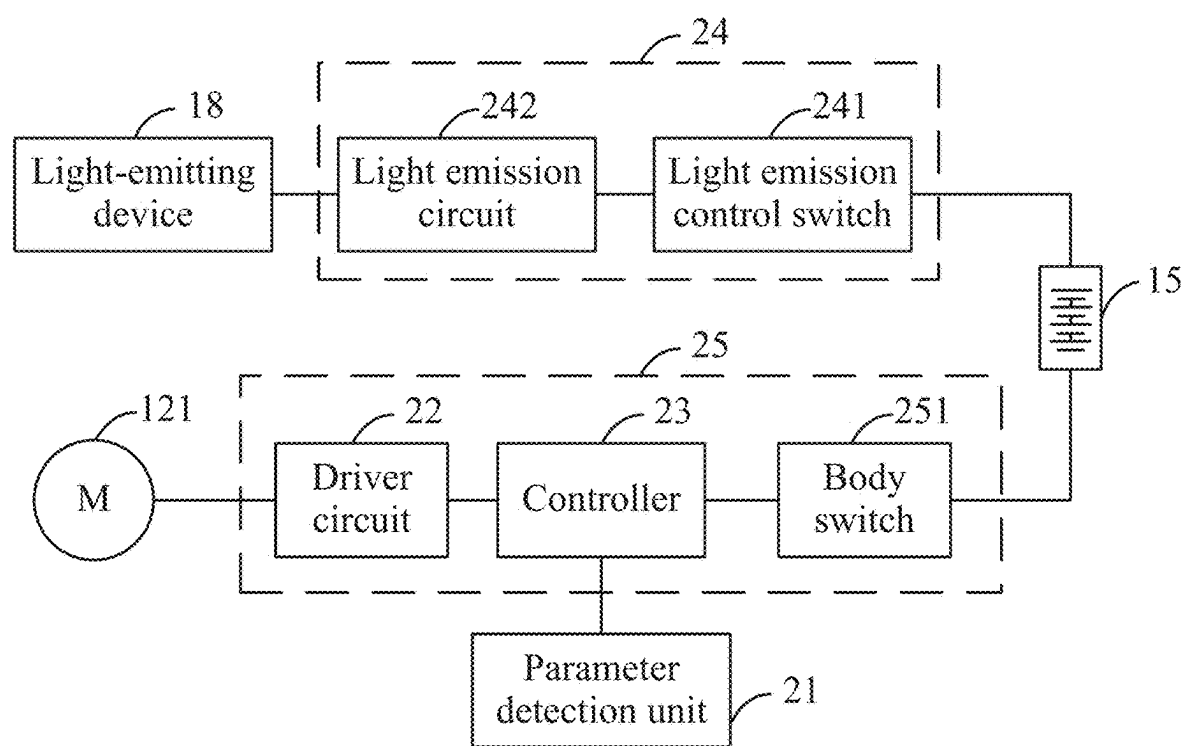 24
18
242
241
Light-emitting
device
Light emission
circuit
Light emission
control switch
15
25
121
22
23
251
M
Driver
circuit
Controller
Body
switch
Parameter
detection unit
21